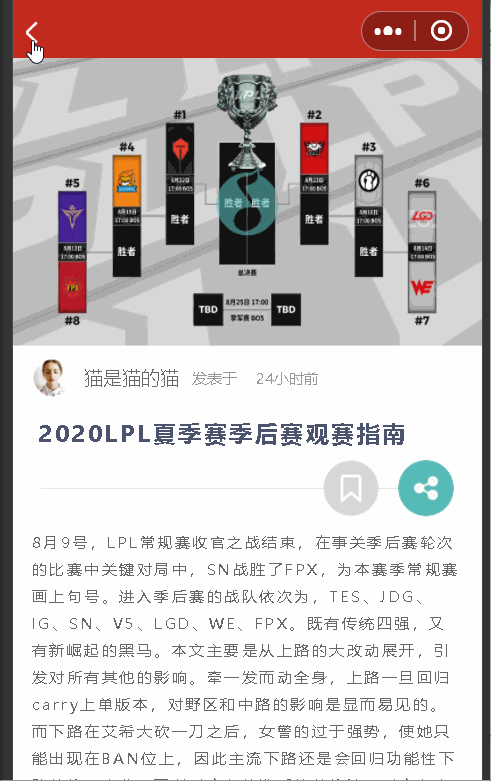 #1
#2
#4
#3
#5
#6
8月22日
17:00 BO5
8月23日
17:00 BO5
8月15日
17:00 BO5
17:00 BO5
胜者
胜者
胜者
胜者
LGD
8月13日
17:00 BO5
8月14日
17:00 BO5
胜者
胜者
FPX
WE
总决赛
#8
#7
TBD
8月25日 17:00
季军赛 BO5
TBD
猫是猫的猫 发表于 24小时前
2020LPL夏季赛季后赛观赛指南
8月9号，LPL常规赛收官之战结束，在事关季后赛轮次
的比赛中关键对局中，SN战胜了FPX，为本赛季常规赛
画上句号。进入季后赛的战队依次为，TES、JDG、
IG、SN、V5、LGD、WE、FPX。既有传统四强，又
有新崛起的黑马。本文主要是从上路的大改动展开，引
发对所有其他的影响。牵一发而动全身，上路一旦回归
carry上单版本，对野区和中路的影响是显而易见的。
而下路在艾希大砍一刀之后，女警的过于强势，使她只
能出现在BAN位上，因此主流下路还是会回归功能性下